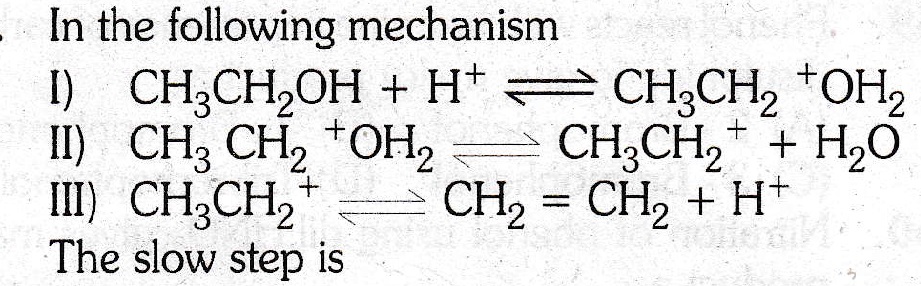 In the following mechanism
I) CH₃CH₂OH + H⁺ ⇌ CH₃CH₂ ⁺OH₂
II) CH₃ CH₂ ⁺OH₂ ⇌ CH₃CH₂⁺ + H₂O
III) CH₃CH₂⁺ ⇌ CH₂ = CH₂ + H⁺
The slow step is